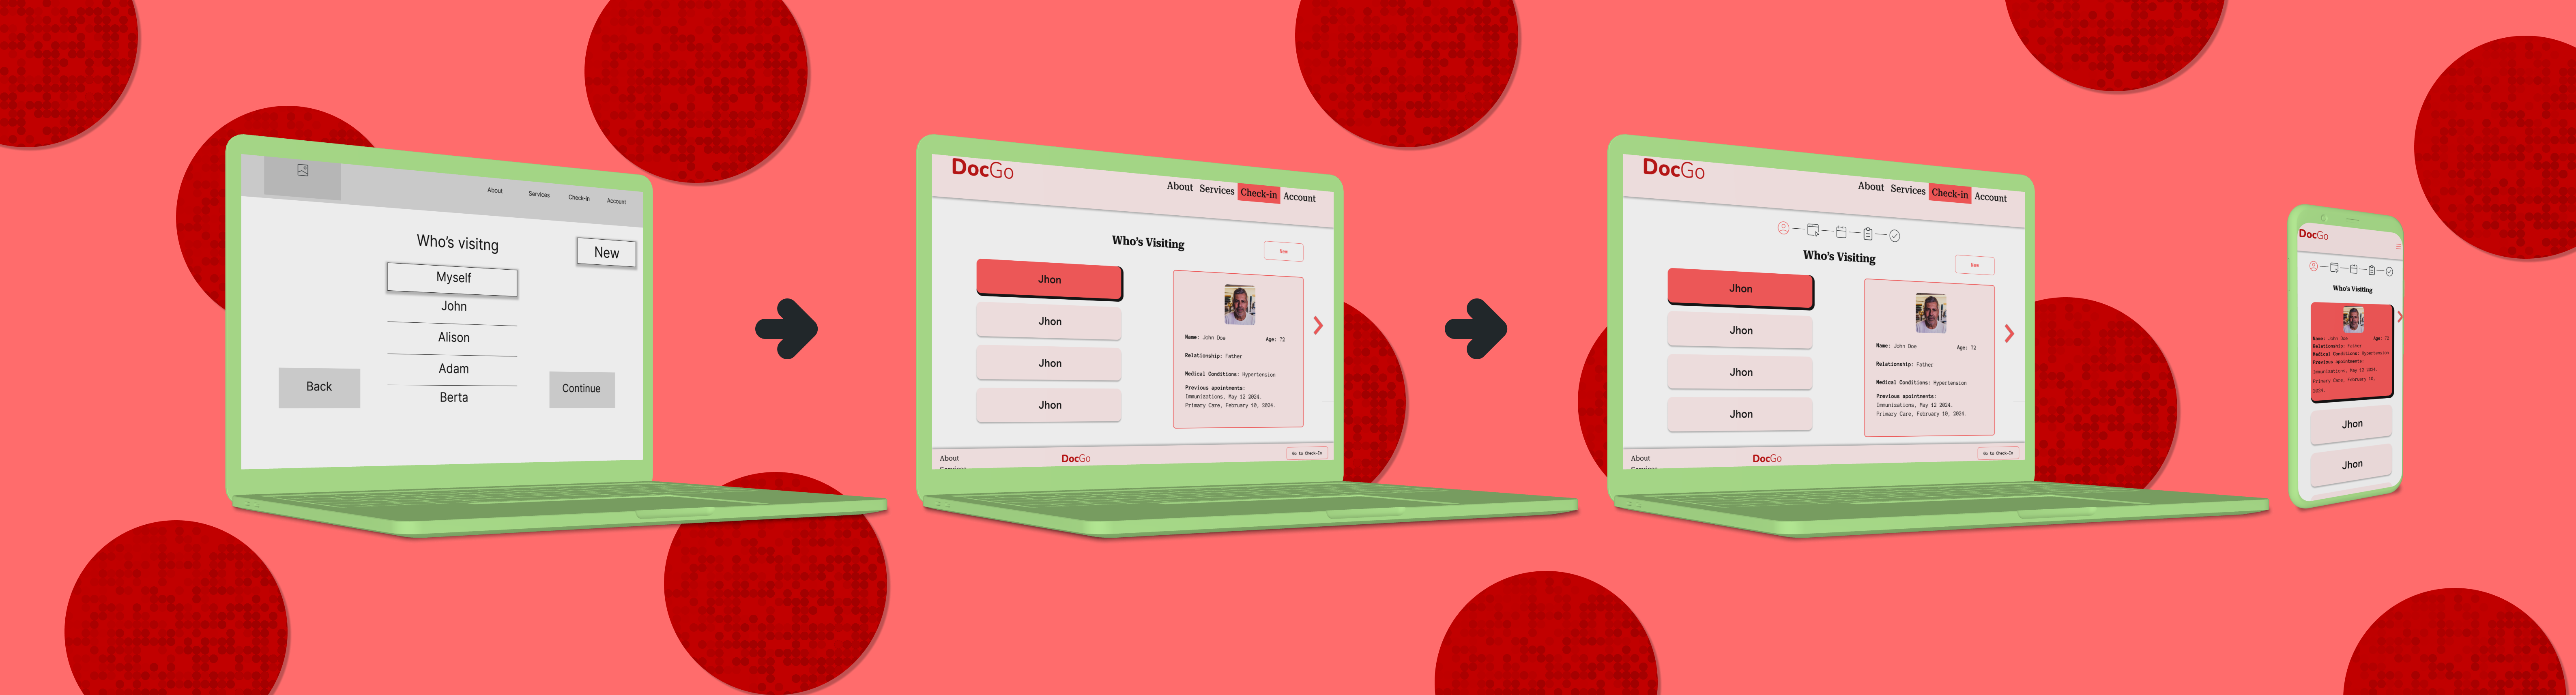 About Services Check-In Account
Who's visitng
New
Myself
John
Alison
Adam
Berta
Back
Continue
DocGo
About Services Check-in Account
Who's Visiting
New
Jhon
Jhon
Jhon
Jhon
Name: John Doe Age: 72
Relationship: Father
Medical Conditions: Hypertension
Previous apointments:
Immunizations, May 12 2024.
Primary Care, February 10, 2024.
About
Services
DocGo
Go to Check-In
DocGo
About Services Check-in Account
Who's Visiting
New
Jhon
Jhon
Jhon
Jhon
Name: John Doe Age: 72
Relationship: Father
Medical Conditions: Hypertension
Previous apointments:
Immunizations, May 12 2024.
Primary Care, February 10, 2024.
About
Services
DocGo
Go to Check-In
DocGo
Who's Visiting
Name: John Doe Age: 72
Relationship: Father
Medical Conditions: Hypertension
Previous apointments:
Immunizations, May 12 2024.
Primary Care, February 10,
2024.
Jhon
Jhon